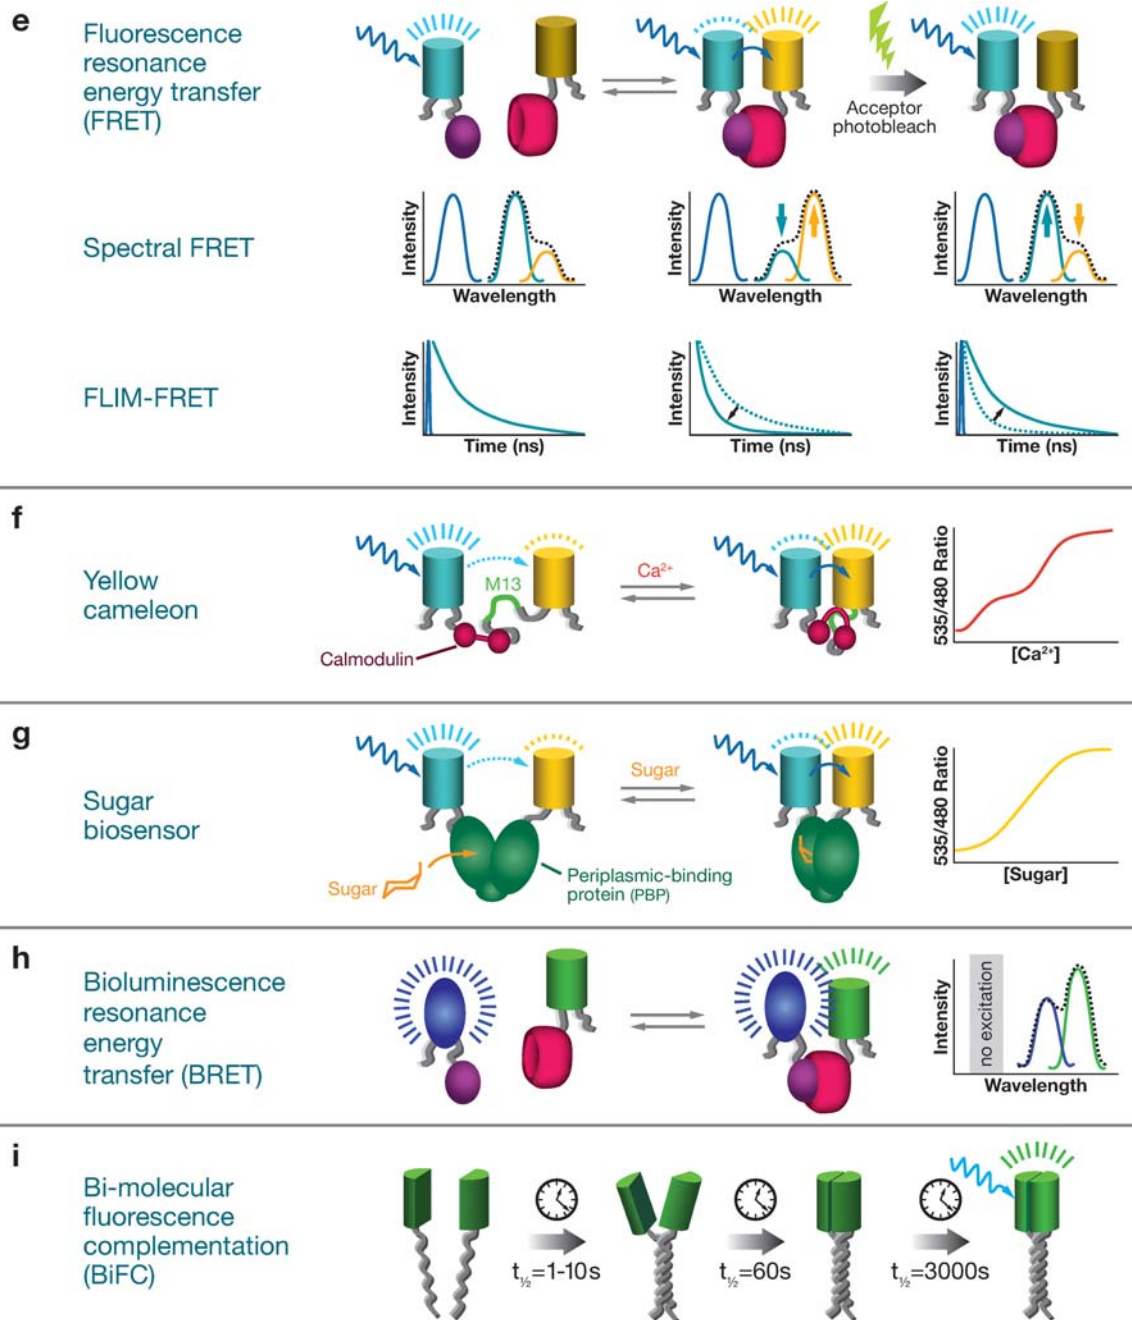 e
Fluorescence
resonance
energy transfer
(FRET)
Acceptor
photobleach
Spectral FRET
Intensity
Wavelength
Intensity
Wavelength
Intensity
Wavelength
FLIM-FRET
Intensity
Time (ns)
Intensity
Time (ns)
Intensity
Time (ns)
f
Yellow
cameleon
M13
Calmodulin
Ca²⁺
535/480 Ratio
[Ca²⁺]
g
Sugar
biosensor
Sugar
Sugar
Periplasmic-binding
protein (PBP)
535/480 Ratio
[Sugar]
h
Bioluminescence
resonance
energy
transfer (BRET)
Intensity
no excitation
Wavelength
i
Bi-molecular
fluorescence
complementation
(BiFC)
t½=1-10s
t½=60s
t½=3000s